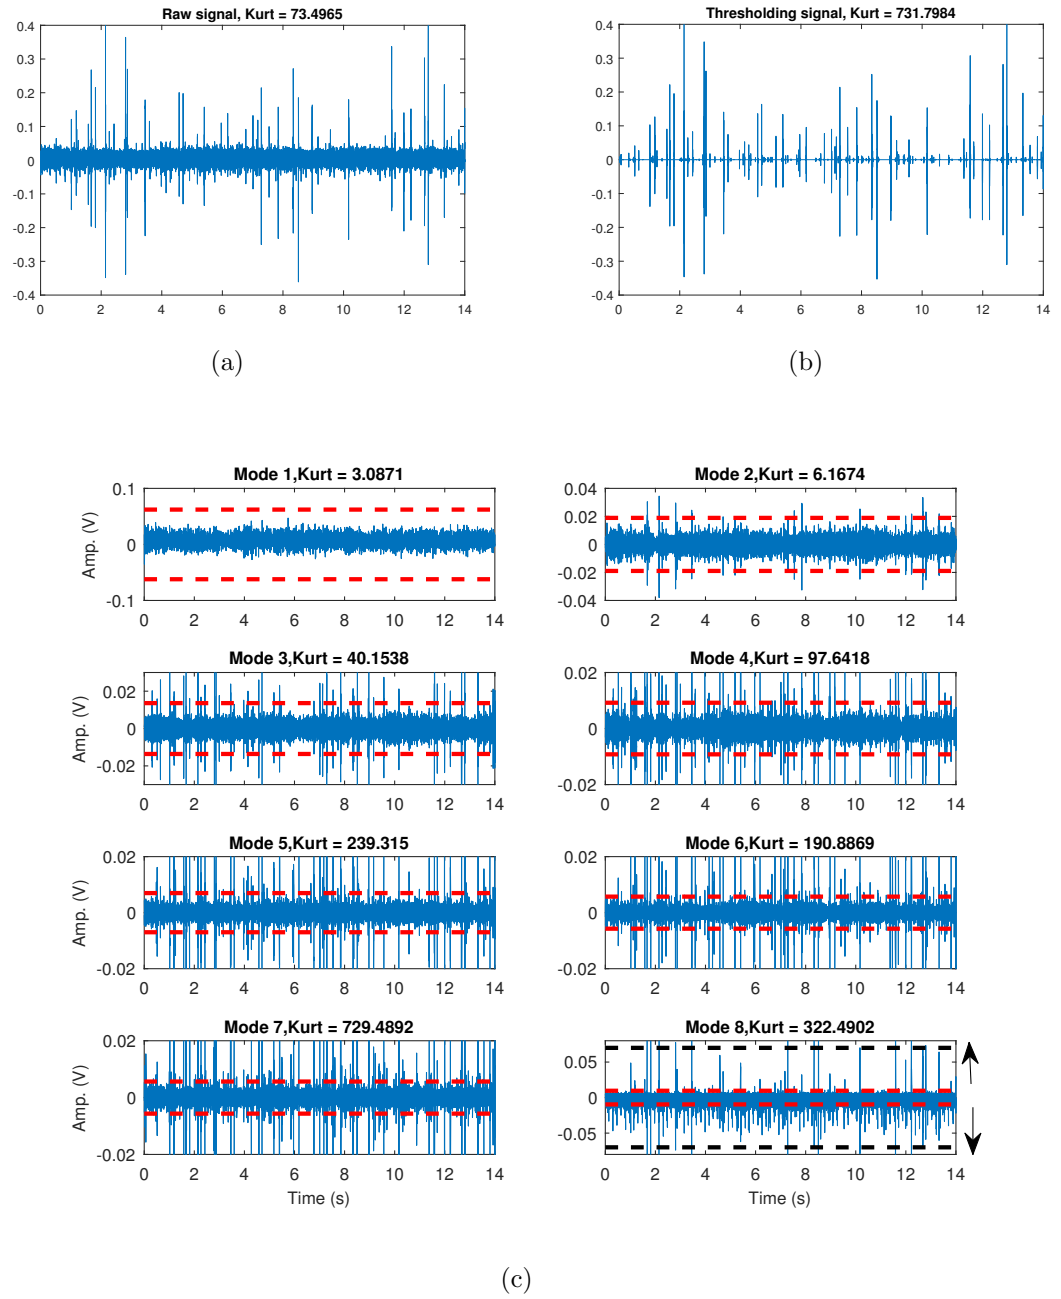 Raw signal, Kurt = 73.4965
0.4
0.3
0.2
0.1
0
-0.1
-0.2
-0.3
-0.4
0 2 4 6 8 10 12 14
(a)
Thresholding signal, Kurt = 731.7984
0.4
0.3
0.2
0.1
0
-0.1
-0.2
-0.3
-0.4
0 2 4 6 8 10 12 14
(b)
Mode 1,Kurt = 3.0871
Amp. (V)
0.1
0
-0.1
0 2 4 6 8 10 12 14
Mode 2,Kurt = 6.1674
0.04
0.02
0
-0.02
-0.04
0 2 4 6 8 10 12 14
Mode 3,Kurt = 40.1538
Amp. (V)
0.02
0
-0.02
0 2 4 6 8 10 12 14
Mode 4,Kurt = 97.6418
0.02
0
-0.02
0 2 4 6 8 10 12 14
Mode 5,Kurt = 239.315
Amp. (V)
0.02
0
-0.02
0 2 4 6 8 10 12 14
Mode 6,Kurt = 190.8869
0.02
0
-0.02
0 2 4 6 8 10 12 14
Mode 7,Kurt = 729.4892
Amp. (V)
0.02
0
-0.02
0 2 4 6 8 10 12 14
Time (s)
Mode 8,Kurt = 322.4902
0.05
0
-0.05
0 2 4 6 8 10 12 14
Time (s)
(c)